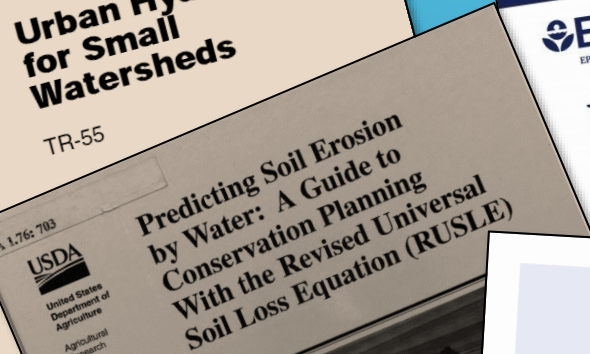 Urban Hy
for Small
Watersheds
TR-55
A 1.76: 703
USDA
United States
Department of
Agriculture
Agricultural
Predicting Soil Erosion
by Water: A Guide to
Conservation Planning
With the Revised Universal
Soil Loss Equation (RUSLE)